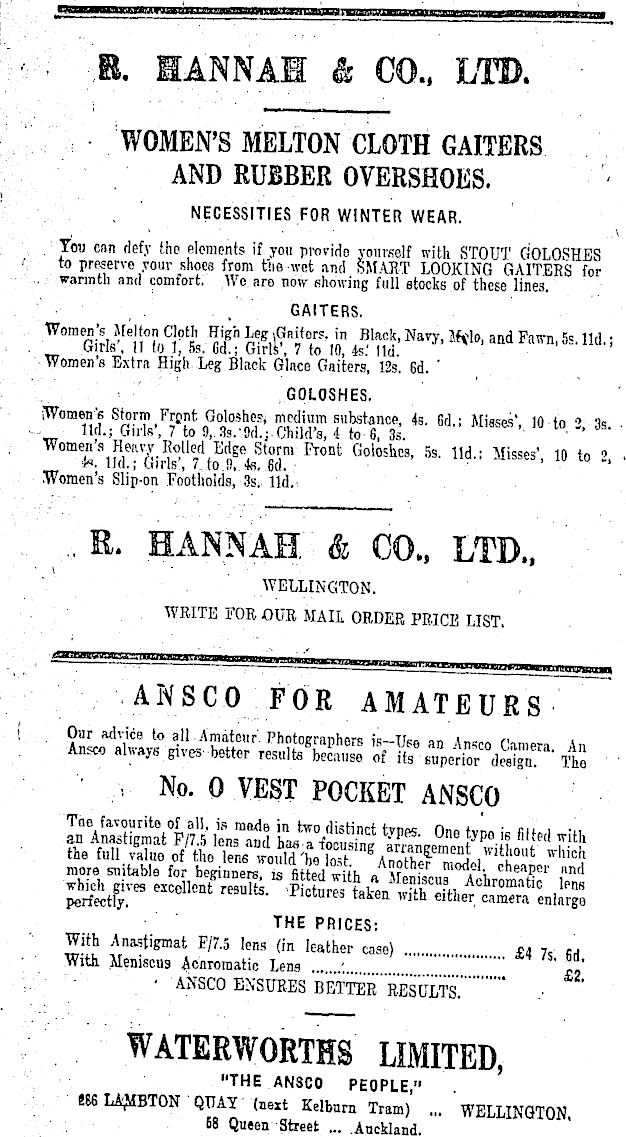 R. HANNAH & CO., LTD.
WOMEN'S MELTON CLOTH GAITERS
AND RUBBER OVERSHOES.
NECESSITIES FOR WINTER WEAR.
You can defy the elements if you provide yourself with STOUT GOLOSHES
to preserve your shoes from the wet and SMART LOOKING GAITERS for
warmth and comfort. We are now showing full stocks of these lines.
GAITERS.
Women's Melton Cloth High Leg Gaiters, in Black, Navy, Mole, and Fawn, 5s. 11d.;
Girls', 11 to 1, 5s. 6d.; Girls', 7 to 10, 4s. 11d.
Women's Extra High Leg Black Glace Gaiters, 12s. 6d.
GOLOSHES.
Women's Storm Front Goloshes, medium substance, 4s. 6d.; Misses', 10 to 2, 3s.
11d.; Girls', 7 to 9, 3s. 9d.; Child's, 4 to 6, 3s.
Women's Heavy Rolled Edge Storm Front Goloshes, 5s. 11d.; Misses', 10 to 2,
4s. 11d.; Girls', 7 to 9, 4s. 6d.
Women's Slip-on Footholds, 3s. 11d.
R. HANNAH & CO., LTD.,
WELLINGTON.
WRITE FOR OUR MAIL ORDER PRICE LIST.
ANSCO FOR AMATEURS
Our advice to all Amateur Photographers is--Use an Ansco Camera. An
Ansco always gives better results because of its superior design. The
No. 0 VEST POCKET ANSCO
The favourite of all, is made in two distinct types. One type is fitted with
an Anastigmat F/7.5 lens and has a focusing arrangement without which
the full value of the lens would be lost. Another model, cheaper and
more suitable for beginners, is fitted with a Meniscus Achromatic lens
which gives excellent results. Pictures taken with either camera enlarge
perfectly.
THE PRICES:
With Anastigmat F/7.5 lens (in leather case) ........................ £4 7s. 6d.
With Meniscus Acnromatic Lens ............................................ £2.
ANSCO ENSURES BETTER RESULTS.
WATERWORTHS LIMITED,
"THE ANSCO PEOPLE,"
286 LAMBTON QUAY (next Kelburn Tram) ... WELLINGTON.
58 Queen Street ... Auckland.